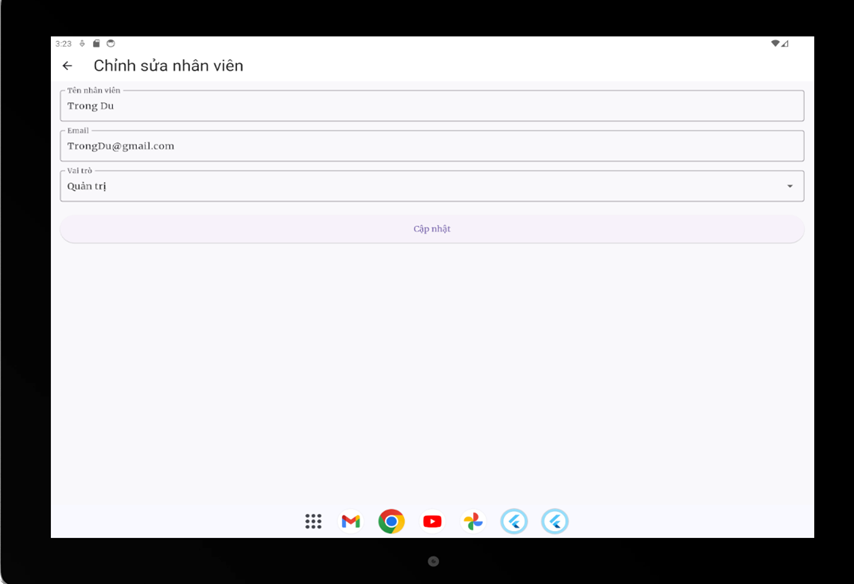 3:23
Chỉnh sửa nhân viên
Tên nhân viên
Trong Du
Email
TrongDu@gmail.com
Vai trò
Quản trị
Cập nhật